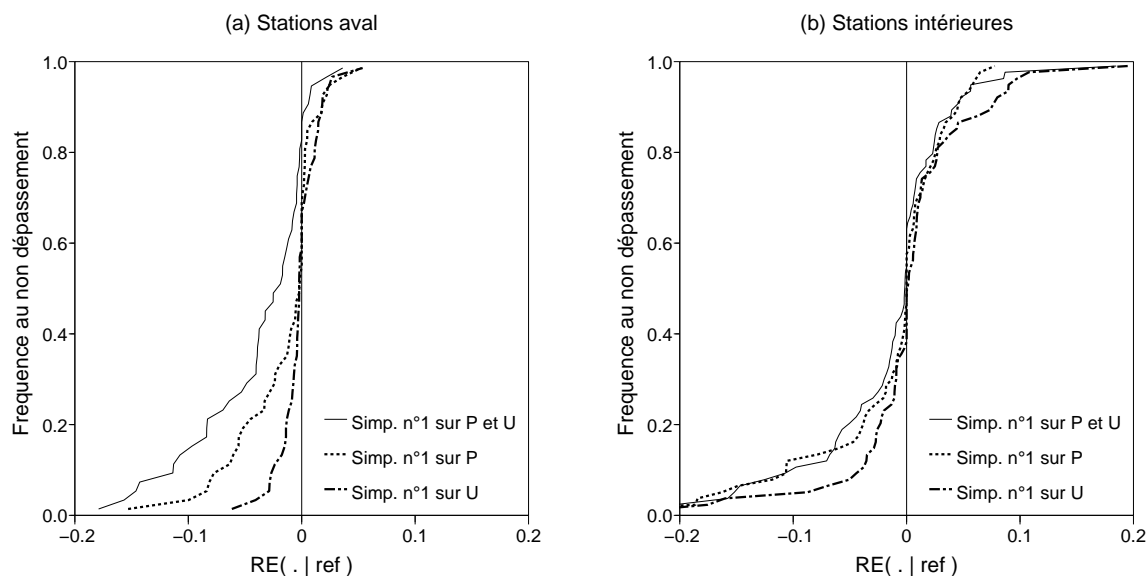 (a) Stations aval
Frequence au non dépassement
1.0
0.8
0.6
0.4
0.2
0.0
−0.2
−0.1
0
0.1
0.2
RE( . | ref )
Simp. n°1 sur P et U
Simp. n°1 sur P
Simp. n°1 sur U
(b) Stations intérieures
Frequence au non dépassement
1.0
0.8
0.6
0.4
0.2
0.0
−0.2
−0.1
0
0.1
0.2
RE( . | ref )
Simp. n°1 sur P et U
Simp. n°1 sur P
Simp. n°1 sur U